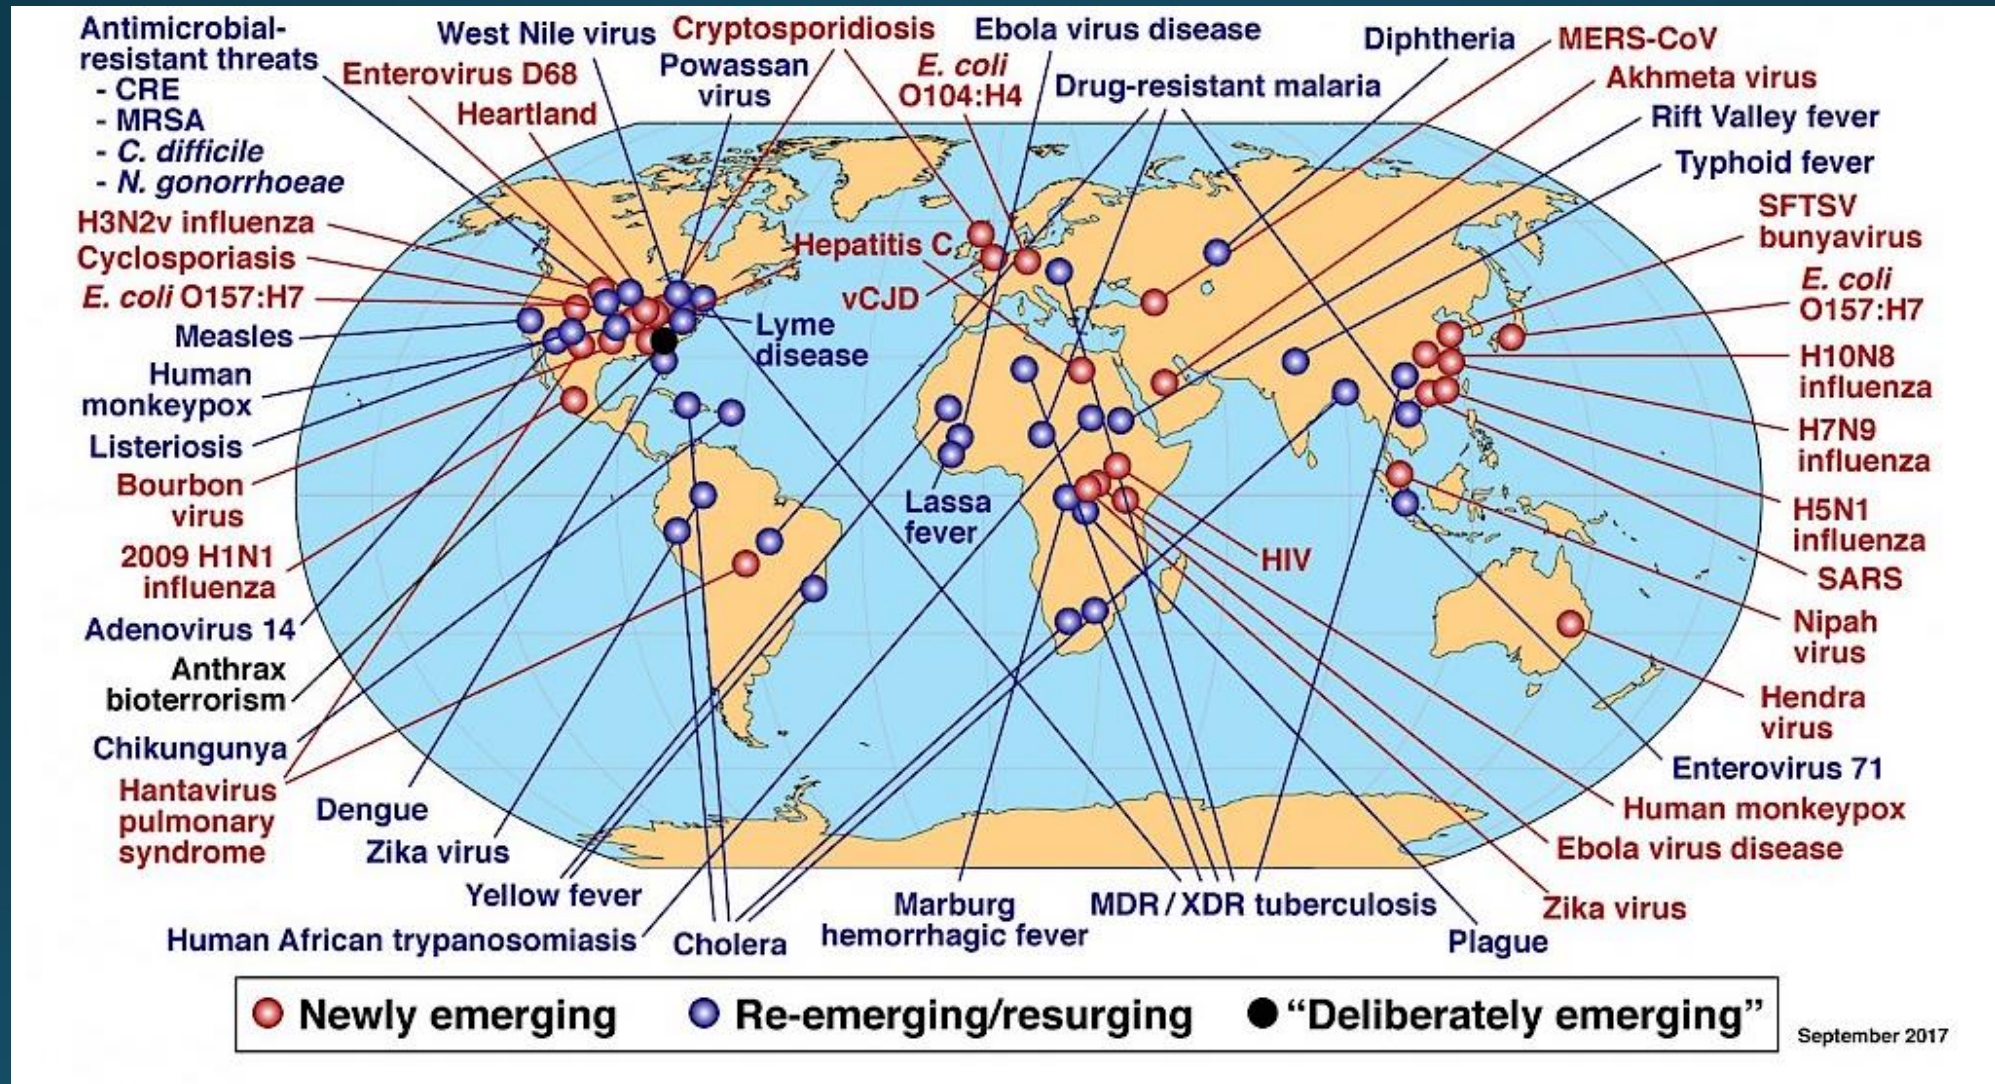 Antimicrobial-
resistant threats
- CRE
- MRSA
- C. difficile
- N. gonorrhoeae
West Nile virus
Cryptosporidiosis
Ebola virus disease
Diphtheria
MERS-CoV
Enterovirus D68
Powassan
virus
E. coli
O104:H4
Drug-resistant malaria
Akhmeta virus
Heartland
Rift Valley fever
Typhoid fever
H3N2v influenza
Cyclosporiasis
E. coli O157:H7
Measles
Human
monkeypox
Listeriosis
Bourbon
virus
2009 H1N1
influenza
Adenovirus 14
Anthrax
bioterrorism
Chikungunya
Hantavirus
pulmonary
syndrome
Hepatitis C
vCJD
Lyme
disease
Lassa
fever
HIV
SFTSV
bunyavirus
E. coli
O157:H7
H10N8
influenza
H7N9
influenza
H5N1
influenza
SARS
Nipah
virus
Hendra
virus
Enterovirus 71
Human monkeypox
Ebola virus disease
Zika virus
Plague
Dengue
Zika virus
Yellow fever
Human African trypanosomiasis
Cholera
Marburg
hemorrhagic fever
MDR/XDR tuberculosis
Newly emerging
Re-emerging/resurging
“Deliberately emerging”
September 2017